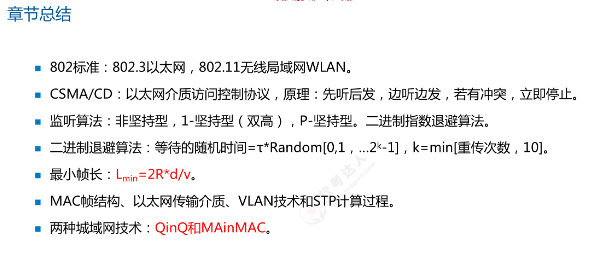 章节总结
802标准：802.3以太网，802.11无线局域网WLAN。
CSMA/CD：以太网介质访问控制协议，原理：先听后发，边听边发，若有冲突，立即停止。
监听算法：非坚持型，1-坚持型（双高），P-坚持型。二进制指数退避算法。
二进制退避算法：等待的随机时间=τ*Random[0,1，…2ᵏ-1]，k=min[重传次数，10]。
最小帧长：Lmin=2R*d/v。
MAC帧结构、以太网传输介质、VLAN技术和STP计算过程。
两种城域网技术：QinQ和MAinMAC。